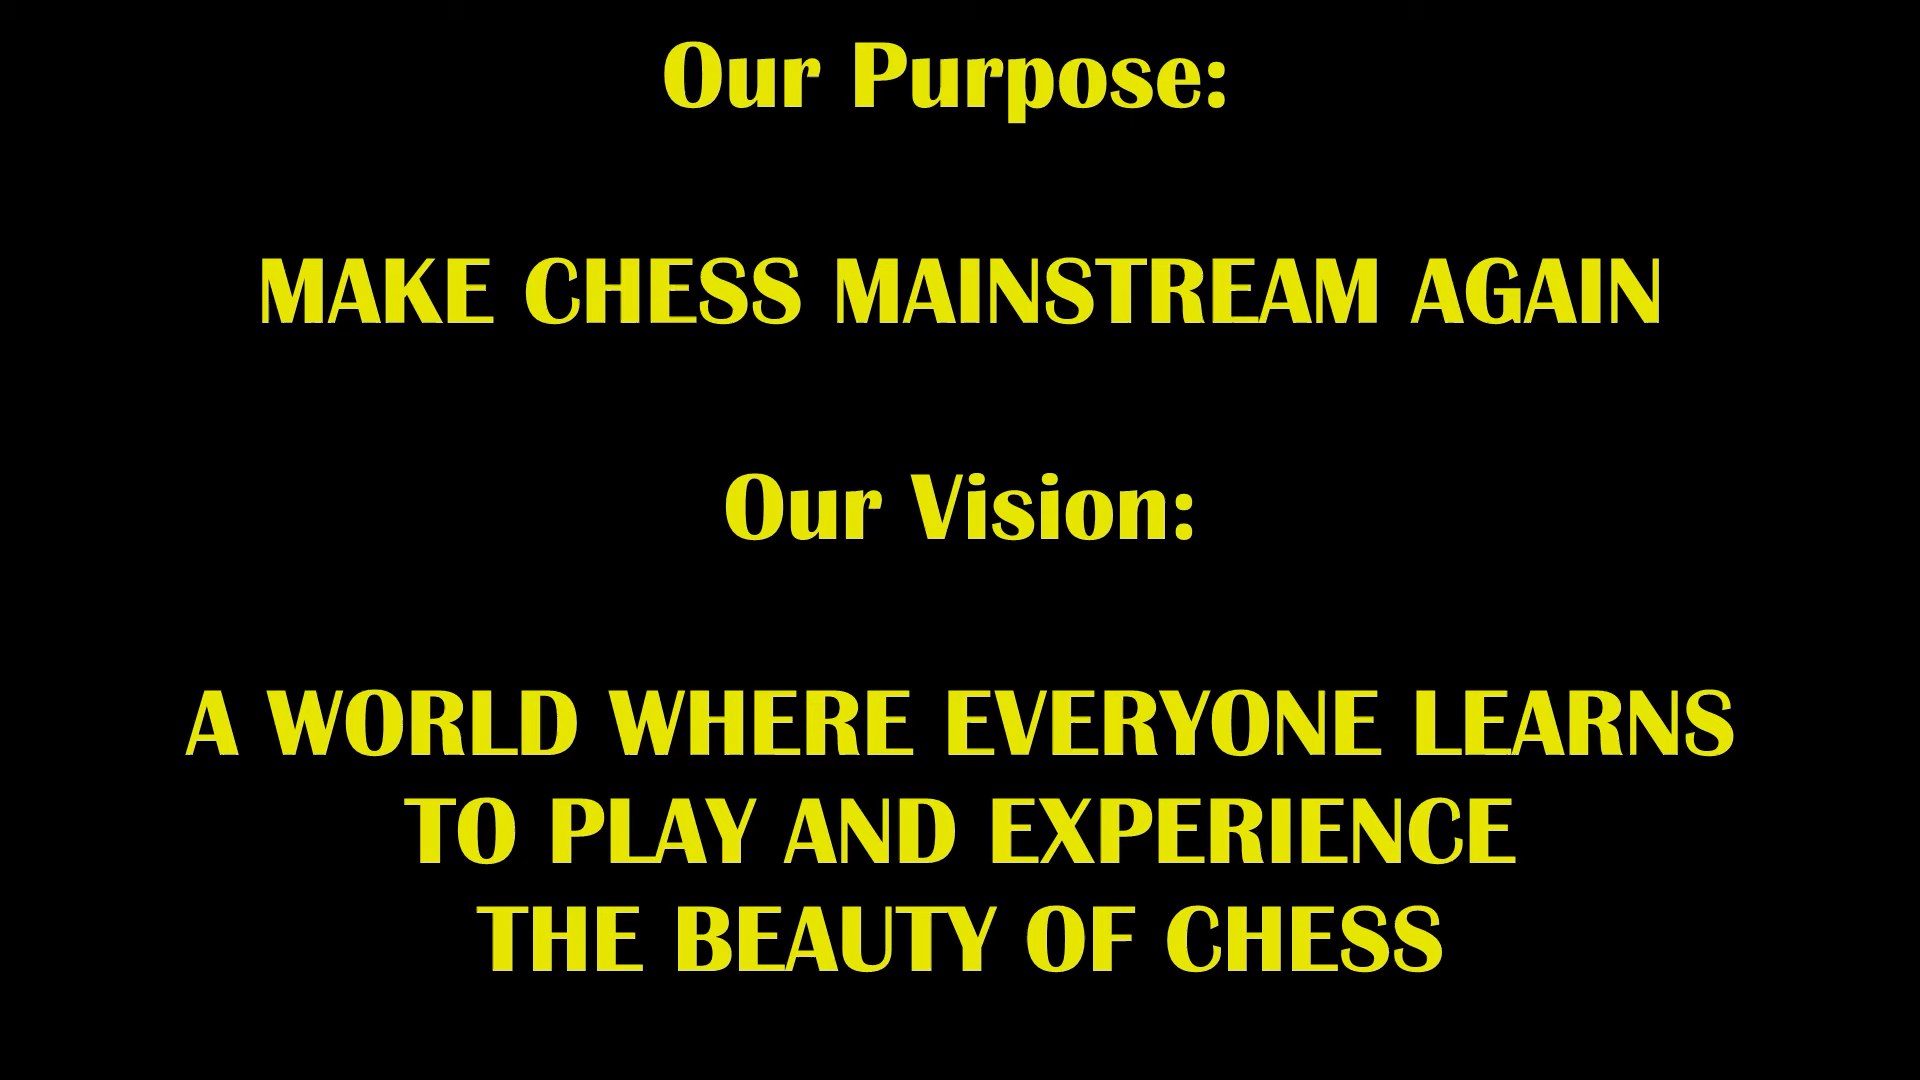 Our Purpose:
MAKE CHESS MAINSTREAM AGAIN
Our Vision:
A WORLD WHERE EVERYONE LEARNS
TO PLAY AND EXPERIENCE
THE BEAUTY OF CHESS